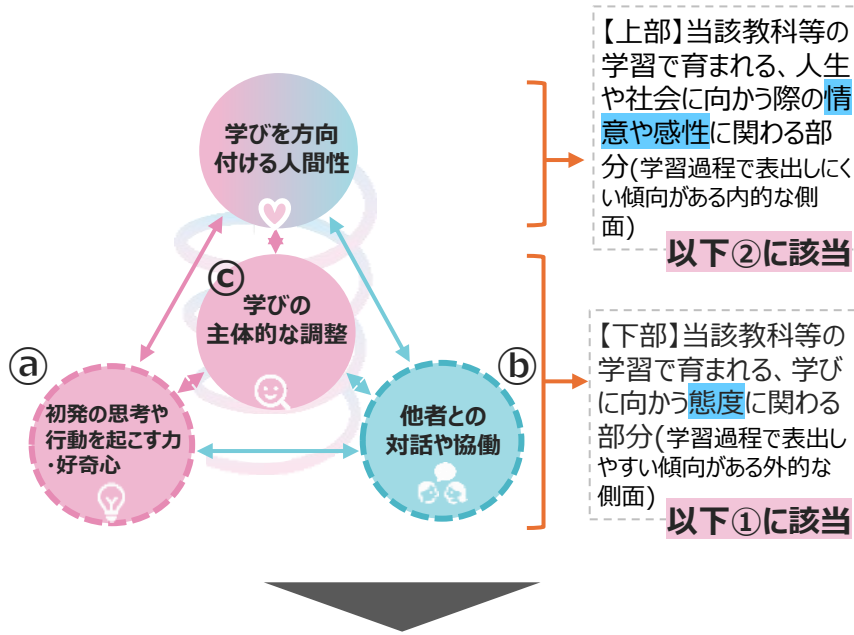 学びを方向
付ける人間性
ⓒ
学びの
主体的な調整
ⓐ
初発の思考や
行動を起こす力
・好奇心
ⓑ
他者との
対話や協働
【上部】当該教科等の
学習で育まれる、人生
や社会に向かう際の情
意や感性に関わる部
分(学習過程で表出しにく
い傾向がある内的な側
面)
以下②に該当
【下部】当該教科等の
学習で育まれる、学び
に向かう態度に関わる
部分(学習過程で表出し
やすい傾向がある外的な
側面)
以下①に該当